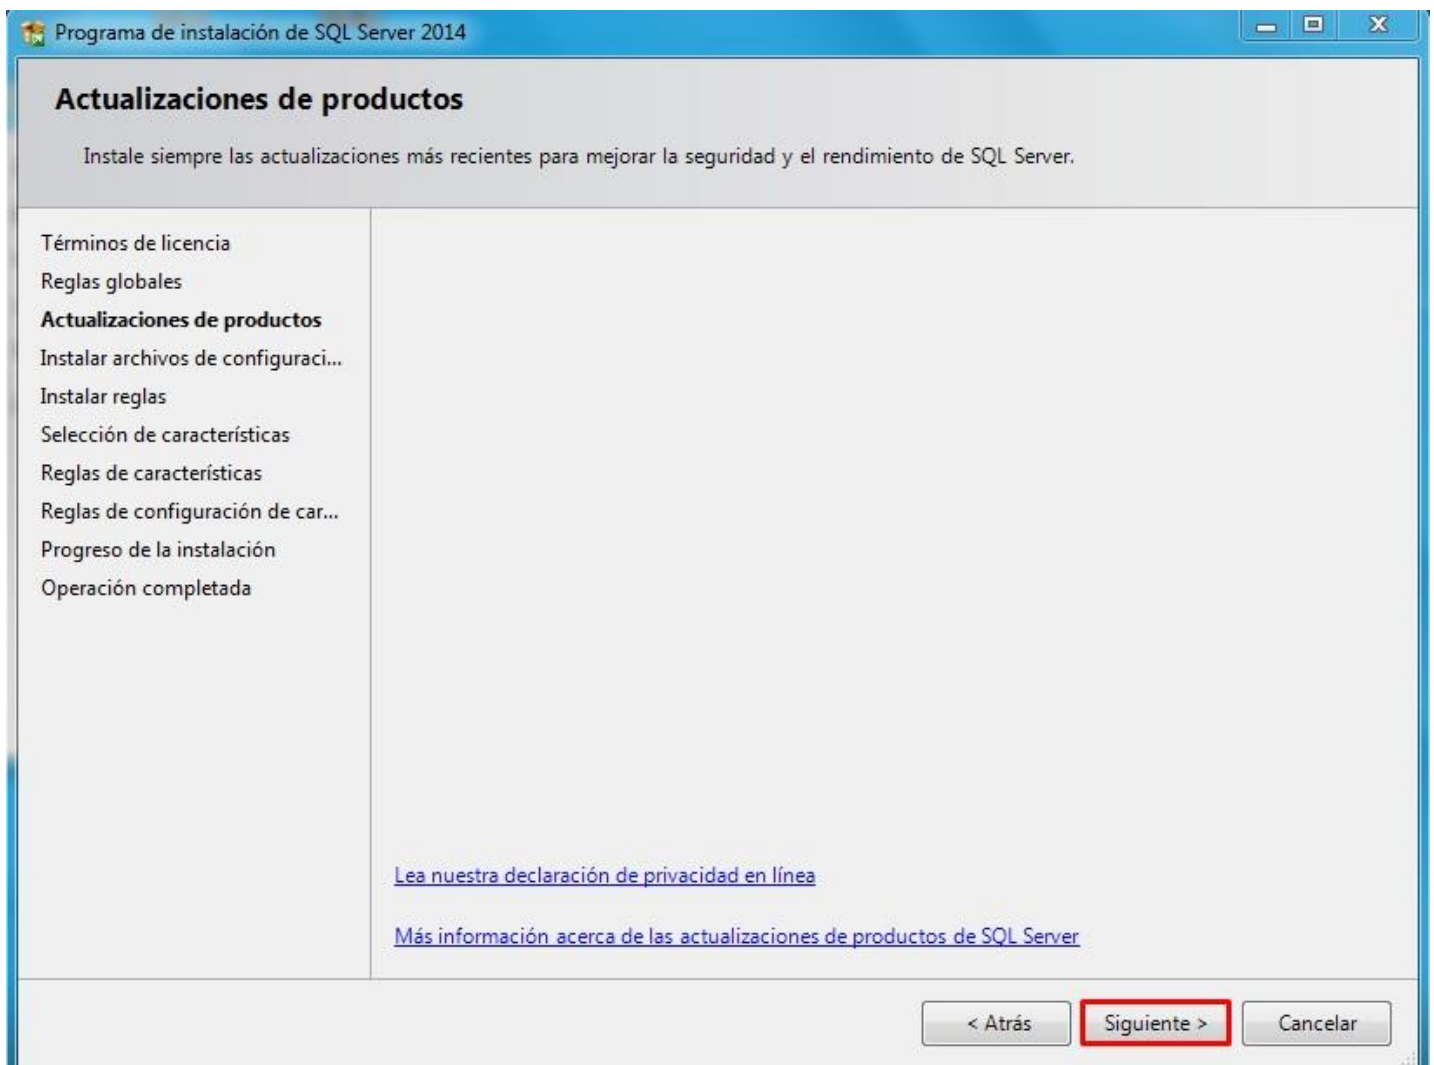 Programa de instalación de SQL Server 2014
Actualizaciones de productos
Instale siempre las actualizaciones más recientes para mejorar la seguridad y el rendimiento de SQL Server.
Términos de licencia
Reglas globales
Actualizaciones de productos
Instalar archivos de configuraci...
Instalar reglas
Selección de características
Reglas de características
Reglas de configuración de car...
Progreso de la instalación
Operación completada
Lea nuestra declaración de privacidad en línea
Más información acerca de las actualizaciones de productos de SQL Server
< Atrás Siguiente > Cancelar